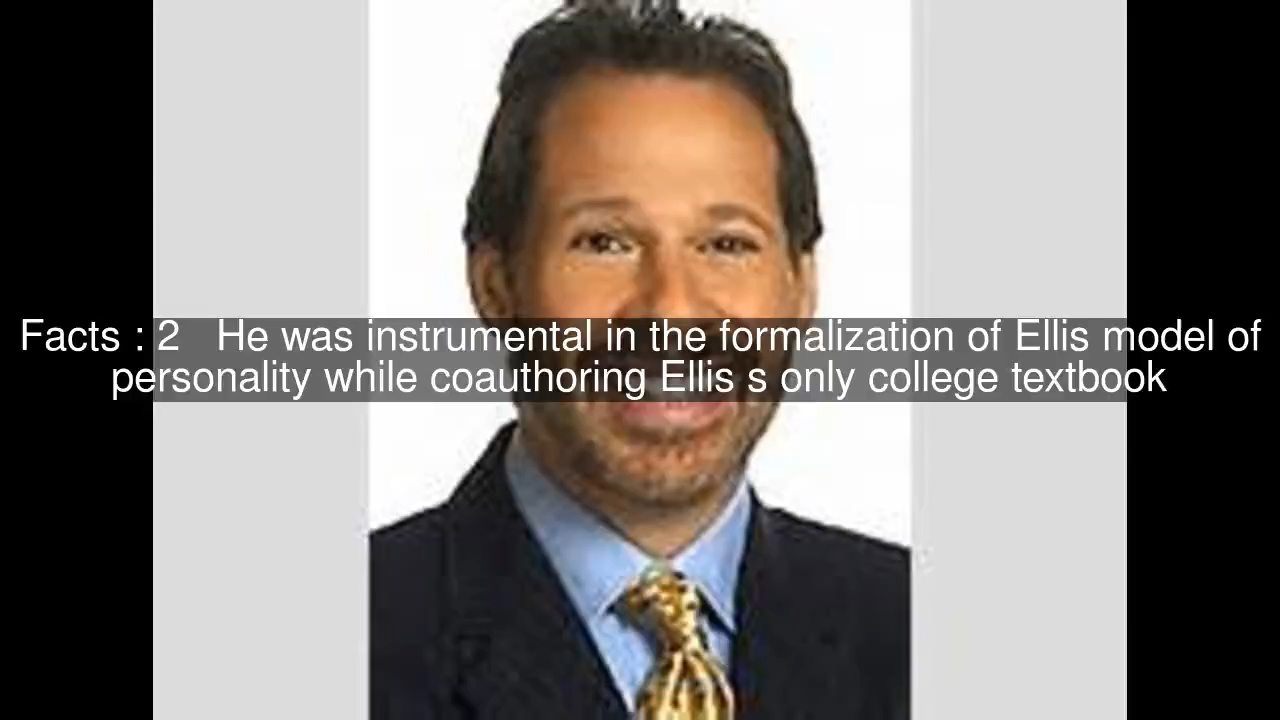 Facts : 2 He was instrumental in the formalization of Ellis model of
personality while coauthoring Ellis s only college textbook